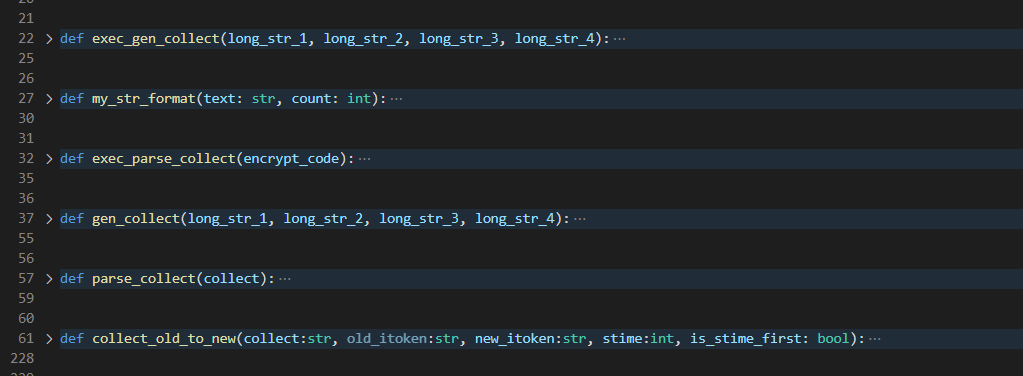 21
22 > def exec_gen_collect(long_str_1, long_str_2, long_str_3, long_str_4): ···
25
26
27 > def my_str_format(text: str, count: int): ···
30
31
32 > def exec_parse_collect(encrypt_code): ···
35
36
37 > def gen_collect(long_str_1, long_str_2, long_str_3, long_str_4): ···
55
56
57 > def parse_collect(collect): ···
59
60
61 > def collect_old_to_new(collect:str, old_itoken:str, new_itoken:str, stime:int, is_stime_first: bool): ···
228